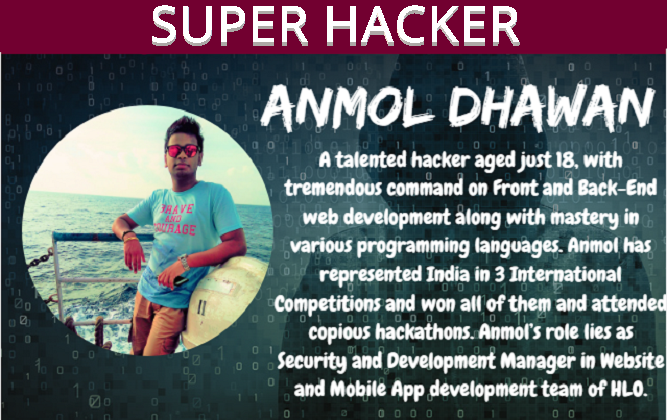 SUPER HACKER
ANMOL DHAWAN
A talented hacker aged just 18, with
tremendous command on Front and Back-End
web development along with mastery in
various programming languages. Anmol has
represented India in 3 International
Competitions and won all of them and attended
copious hackathons. Anmol's role lies as
Security and Development Manager in Website
and Mobile App development team of HLO.
BRAVE
AND
COURAGE